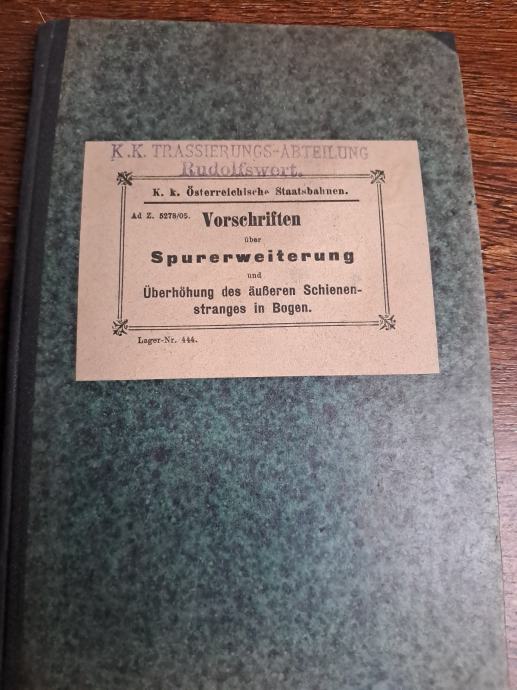 K.K. TRASSIERUNGS-ABTEILUNG
Rudolfswert.
K. k. Österreichische Staatsbahnen.
Ad Z. 5278/05.
Vorschriften
über
Spurerweiterung
und
Überhöhung des äußeren Schienen-
stranges in Bogen.
Lager-Nr. 444.